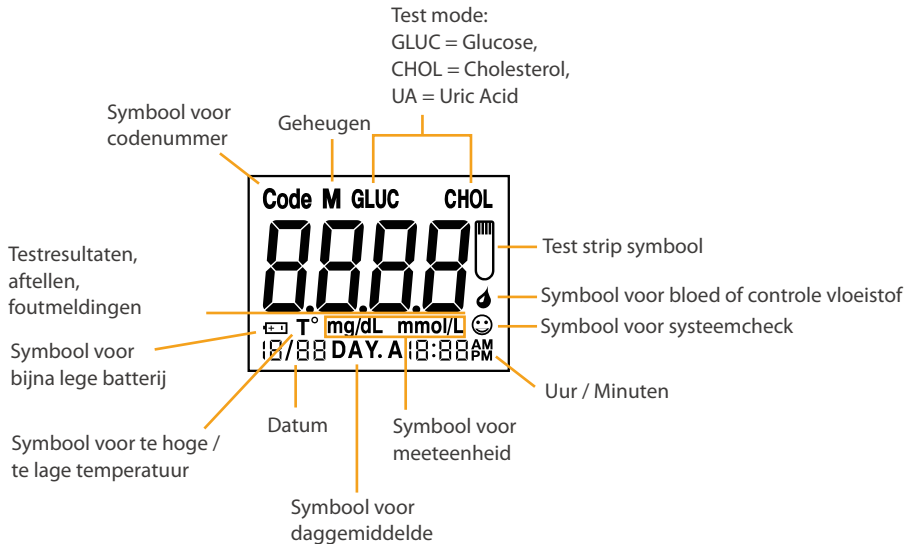 Test mode:
GLUC = Glucose,
CHOL = Cholesterol,
UA = Uric Acid
Symbool voor
codenummer
Geheugen
Code M GLUC CHOL
8.8.8.8
Testresultaten,
aftellen,
foutmeldingen
Test strip symbool
Symbool voor bloed of controle vloeistof
T° mg/dL mmol/L
Symbool voor systeemcheck
18/88 DAY. A 18:88 AM PM
Symbool voor
bijna lege batterij
Uur / Minuten
Datum
Symbool voor
meeteenheid
Symbool voor te hoge /
te lage temperatuur
Symbool voor
daggemiddelde